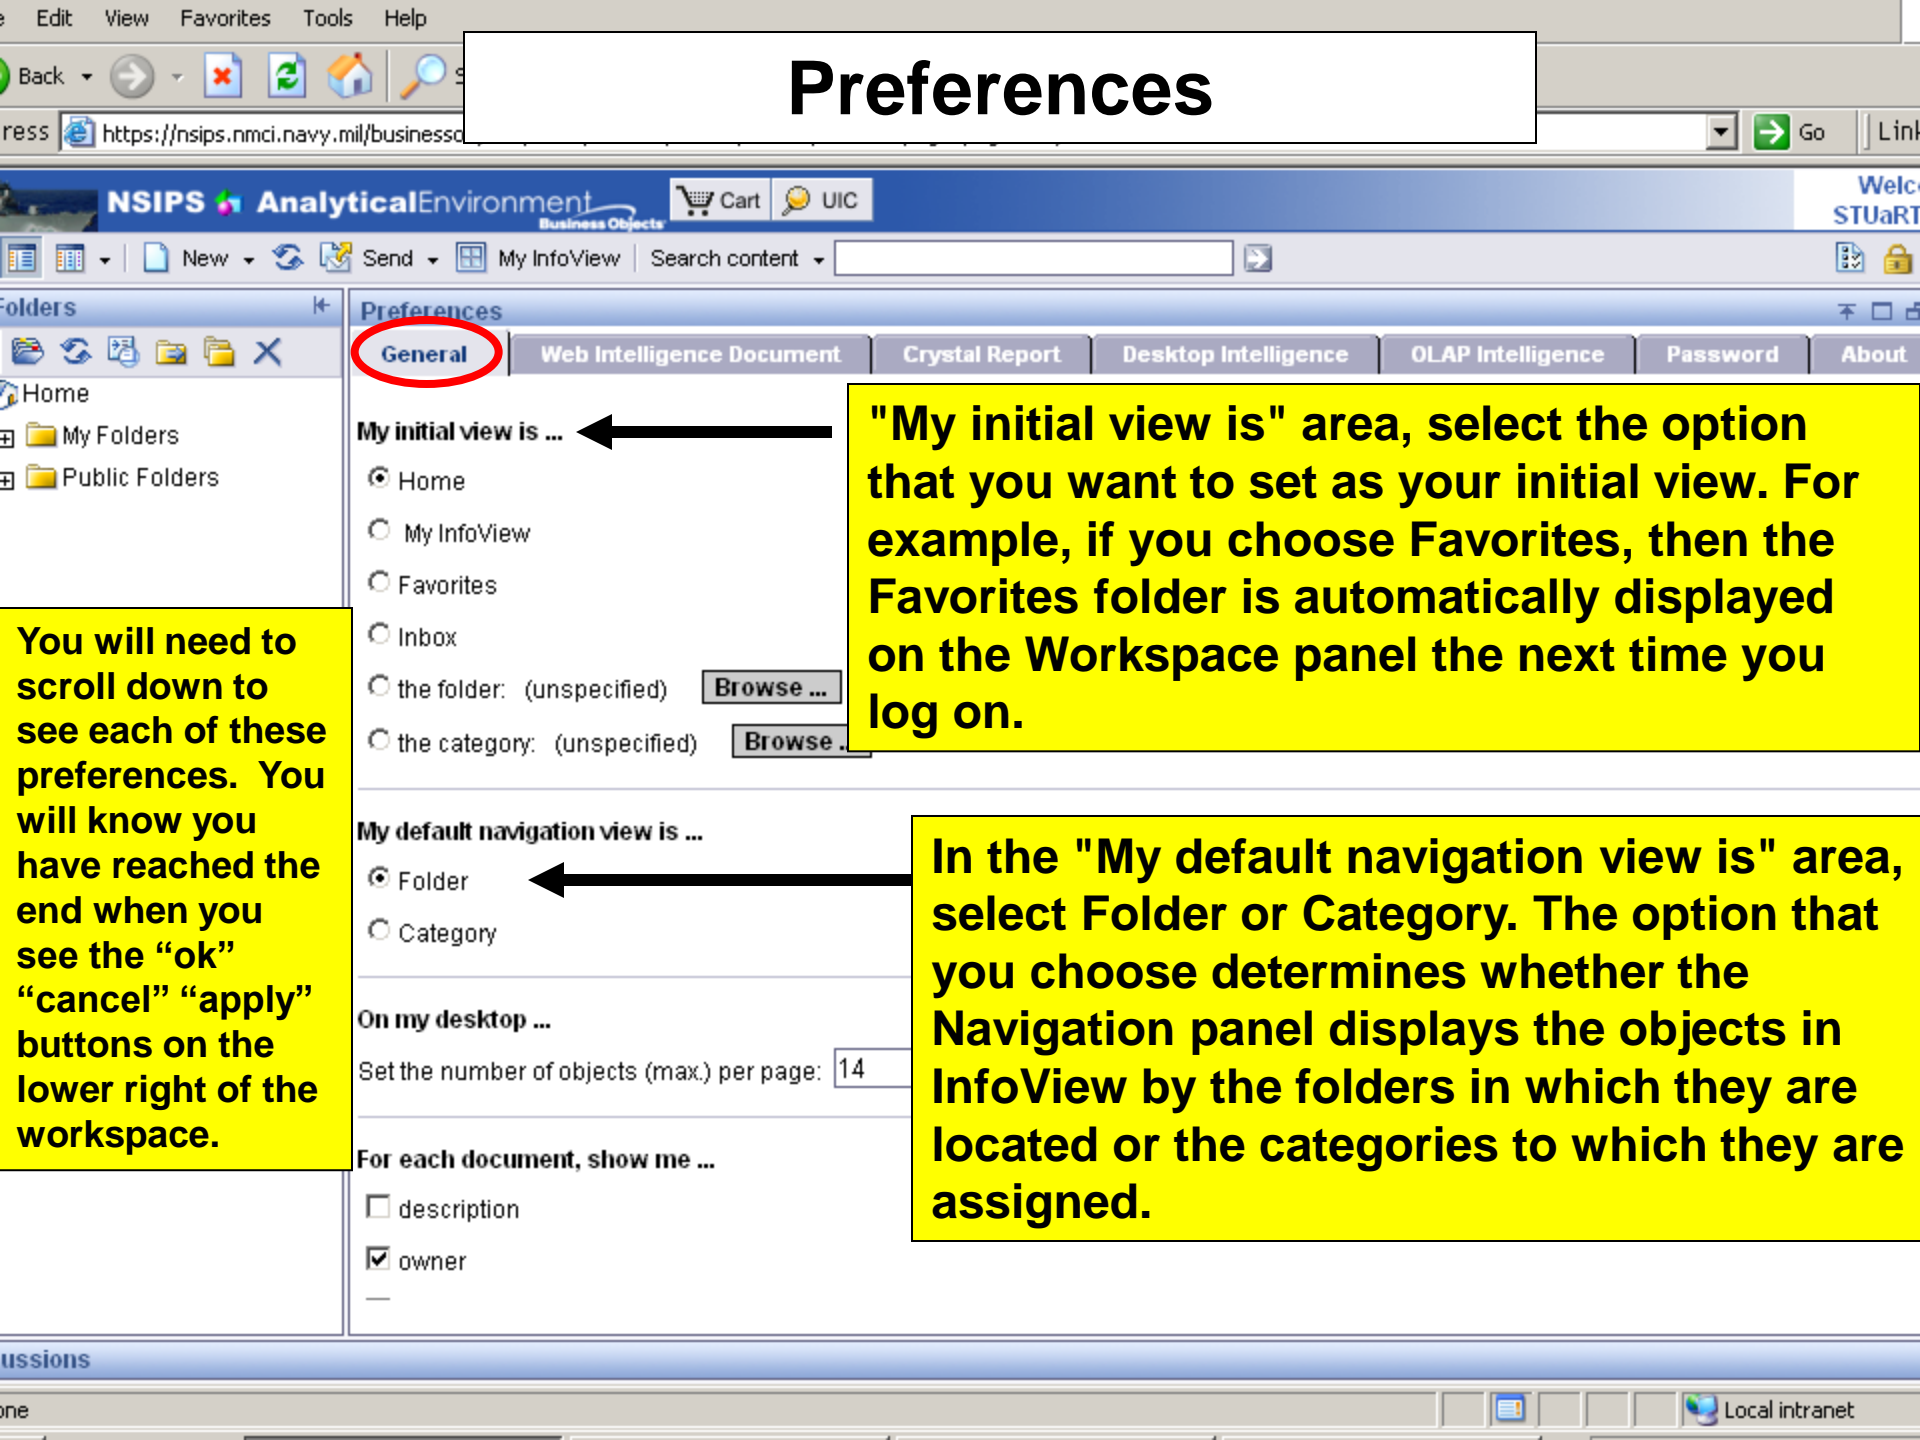 Edit View Favorites Tools Help
Preferences
Back
ress https://nsips.nmci.navy.mil/businesso
Go Link
NSIPS AnalyticalEnvironment
Business Objects
Cart UIC
Welc
STUaRT
New Send My InfoView Search content
Folders
Preferences
General Web Intelligence Document Crystal Report Desktop Intelligence OLAP Intelligence Password About
Home
My Folders
Public Folders
My initial view is ...
Home
My InfoView
Favorites
Inbox
the folder: (unspecified) Browse ...
the category: (unspecified) Browse ...
"My initial view is" area, select the option
that you want to set as your initial view. For
example, if you choose Favorites, then the
Favorites folder is automatically displayed
on the Workspace panel the next time you
log on.
You will need to
scroll down to
see each of these
preferences.  You
will know you
have reached the
end when you
see the “ok”
“cancel” “apply”
buttons on the
lower right of the
workspace.
My default navigation view is ...
Folder
Category
In the "My default navigation view is" area,
select Folder or Category. The option that
you choose determines whether the
Navigation panel displays the objects in
InfoView by the folders in which they are
located or the categories to which they are
assigned.
On my desktop ...
Set the number of objects (max.) per page: 14
For each document, show me ...
description
owner
ussions
one
Local intranet